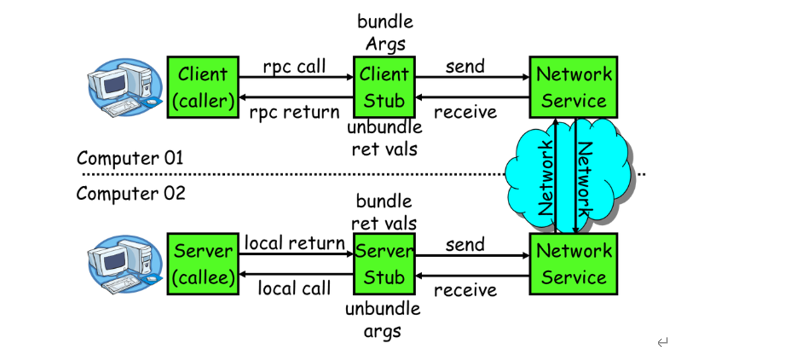 bundle
Args
Client
(caller)
rpc call
rpc return
Client
Stub
send
receive
Network
Service
unbundle
ret vals
Computer 01
Computer 02
Network
Network
bundle
ret vals
Server
(callee)
local return
local call
Server
Stub
send
receive
Network
Service
unbundle
args